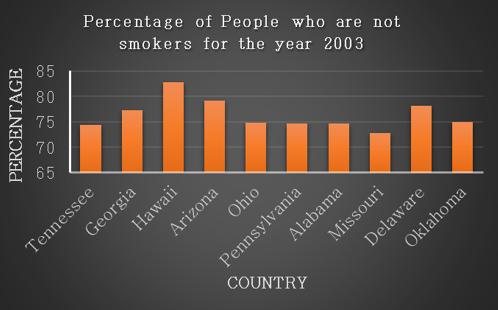 Percentage of People who are not
smokers for the year 2003
PERCENTAGE
85
80
75
70
65
Tennessee
Georgia
Hawaii
Arizona
Ohio
Pennsylvania
Alabama
Missouri
Delaware
Oklahoma
COUNTRY